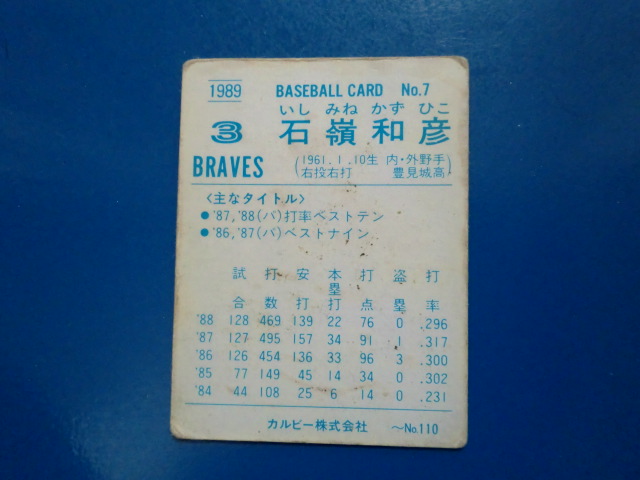 1989 BASEBALL CARD No.7
いし みね かず ひこ
3 石嶺和彦
BRAVES (1961.1.10生 内・外野手
右投右打 豊見城高)
〈主なタイトル〉
●'87,'88(パ)打率ベストテン
●'86,'87(パ)ベストナイン
試合 打数 安打 本塁打 打点 盗塁 打率
'88 128 469 139 22 76 0 .296
'87 127 495 157 34 91 1 .317
'86 126 454 136 33 96 3 .300
'85 77 149 45 14 34 0 .302
'84 44 108 25 6 14 0 .231
カルビー株式会社 〜No.110